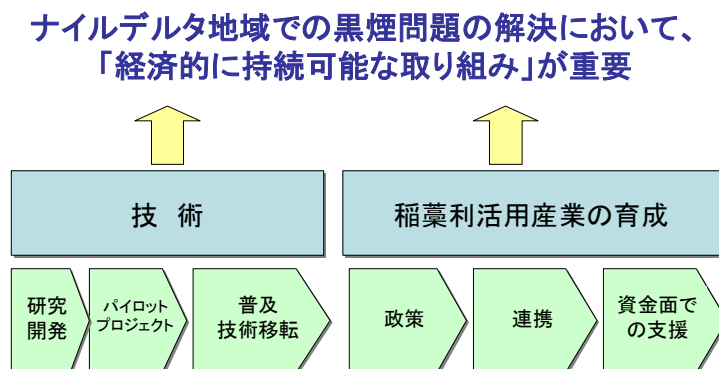 ナイルデルタ地域での黒煙問題の解決において、
「経済的に持続可能な取り組み」が重要
技 術
稲藁利活用産業の育成
研究
開発
パイロット
プロジェクト
普及
技術移転
政策
連携
資金面で
の支援